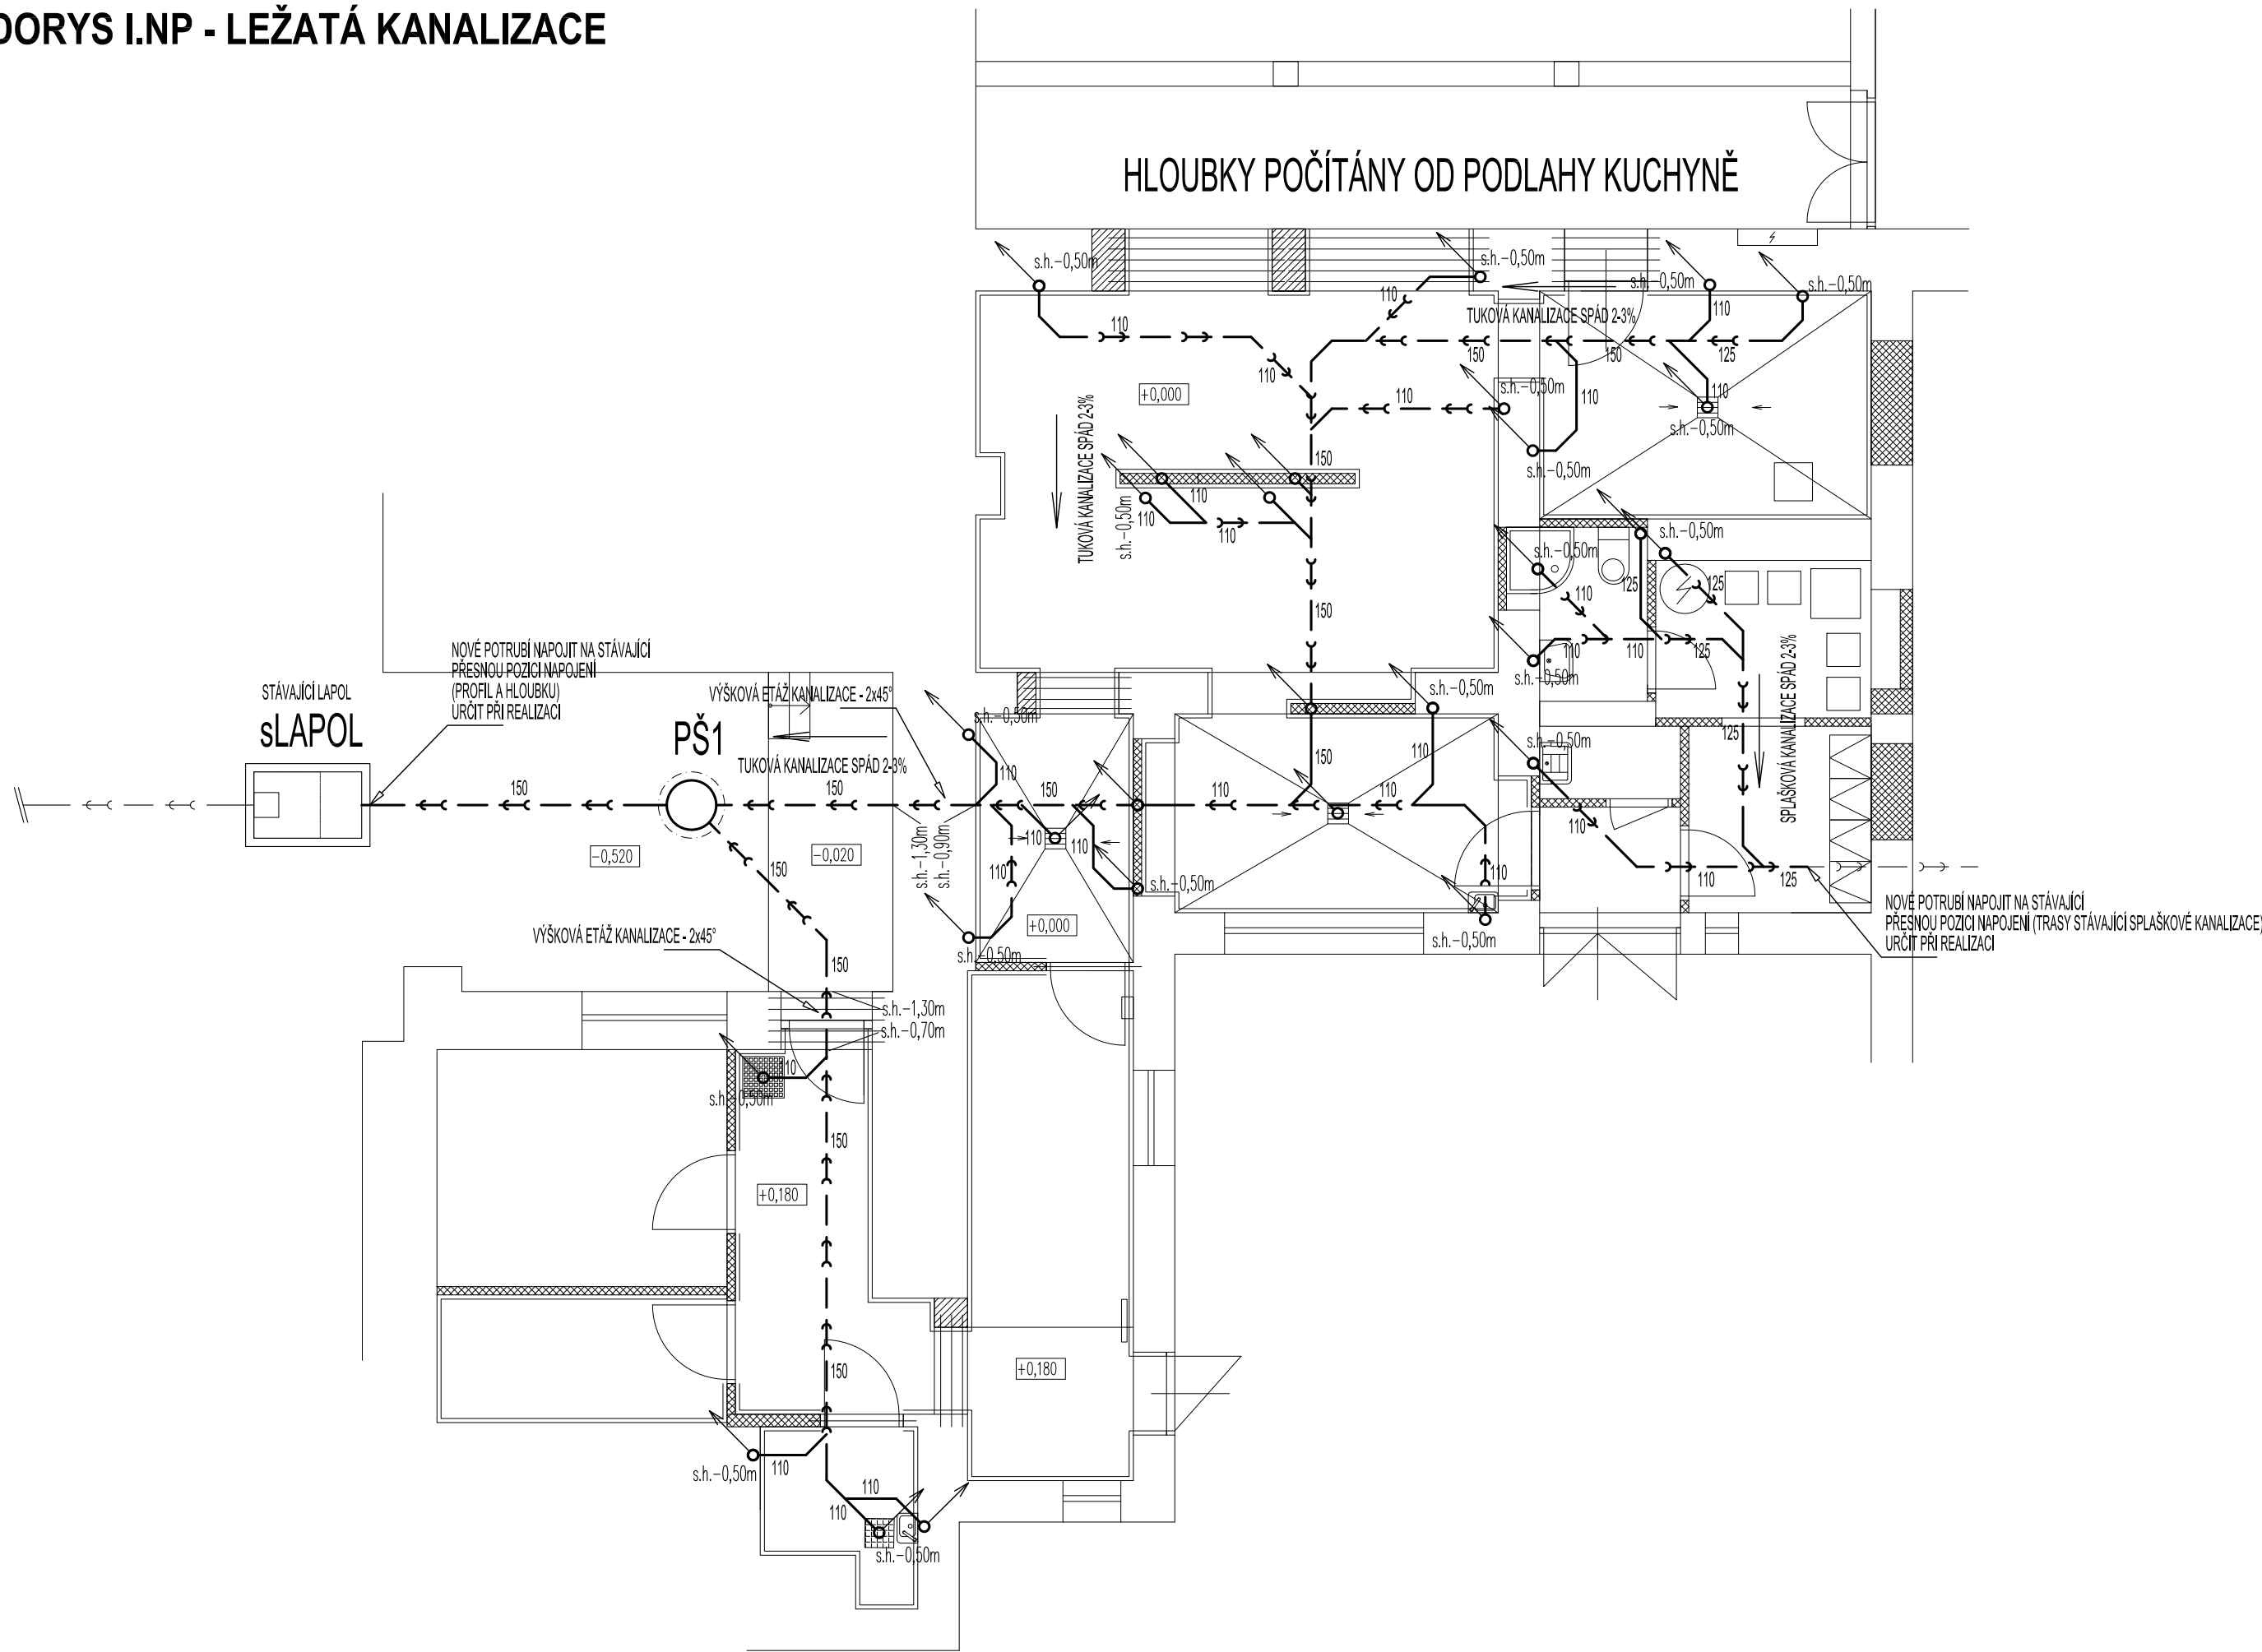 DORYS I.NP - LEŽATÁ KANALIZACE
HLOUBKY POČÍTÁNY OD PODLAHY KUCHYNĚ
s.h.-0,50m
s.h.-0,50m
s.h.-0,50m
s.h.-0,50m
110
110
110
TUKOVÁ KANALIZACE SPÁD 2-3%
150
150
125
110
110
110
110
+0,000
s.h.-0,50m
s.h.-0,50m
s.h.-0,50m
TUKOVÁ KANALIZACE SPÁD 2-3%
150
110
110
110
s.h.-0,50m
s.h.-0,50m
s.h.-0,50m
125
125
110
150
110
110
125
s.h.-0,50m
SPLAŠKOVÁ KANALIZACE SPÁD 2-3%
NOVÉ POTRUBÍ NAPOJIT NA STÁVAJÍCÍ
PŘESNOU POZICI NAPOJENÍ
(PROFIL A HLOUBKU)
URČIT PŘI REALIZACI
STÁVAJÍCÍ LAPOL
sLAPOL
VÝŠKOVÁ ETÁŽ KANALIZACE - 2x45°
PŠ1
s.h.-0,50m
s.h.-0,50m
s.h.-0,50m
125
TUKOVÁ KANALIZACE SPÁD 2-3%
110
150
110
150
150
150
110
110
110
110
110
150
-0,520
-0,020
s.h.-1,30m
s.h.-0,90m
110
110
110
125
s.h.-0,50m
+0,000
s.h.-0,50m
s.h.-0,50m
NOVÉ POTRUBÍ NAPOJIT NA STÁVAJÍCÍ
PŘESNOU POZICI NAPOJENÍ (TRASY STÁVAJÍCÍ SPLAŠKOVÉ KANALIZACE)
URČIT PŘI REALIZACI
VÝŠKOVÁ ETÁŽ KANALIZACE - 2x45°
150
s.h.-1,30m
s.h.-0,70m
110
s.h.-0,50m
150
+0,180
+0,180
150
s.h.-0,50m
110
110
110
s.h.-0,50m